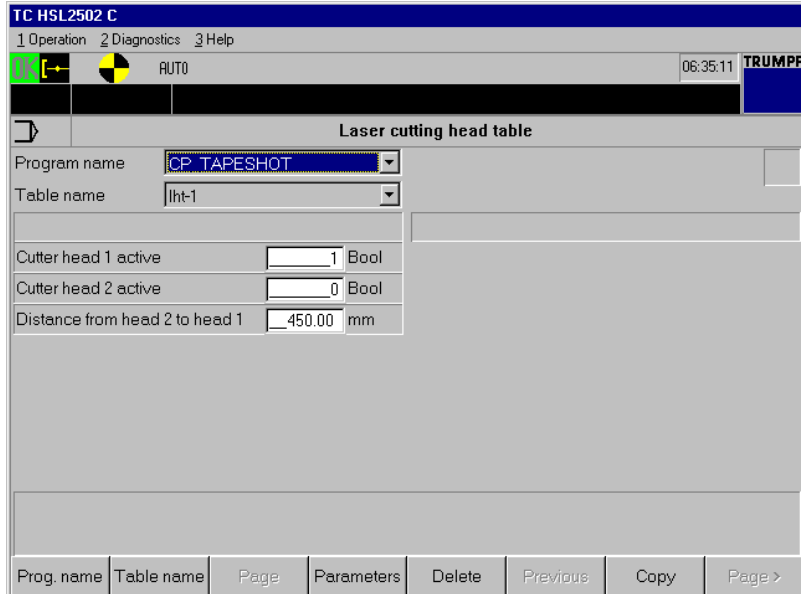 TC HSL2502 C
1 Operation 2 Diagnostics 3 Help
OK AUTO 06:35:11 TRUMPF
Laser cutting head table
Program name CP_TAPESHOT
Table name lht-1
Cutter head 1 active 1 Bool
Cutter head 2 active 0 Bool
Distance from head 2 to head 1 450.00 mm
Prog. name Table name Page Parameters Delete Previous Copy Page >